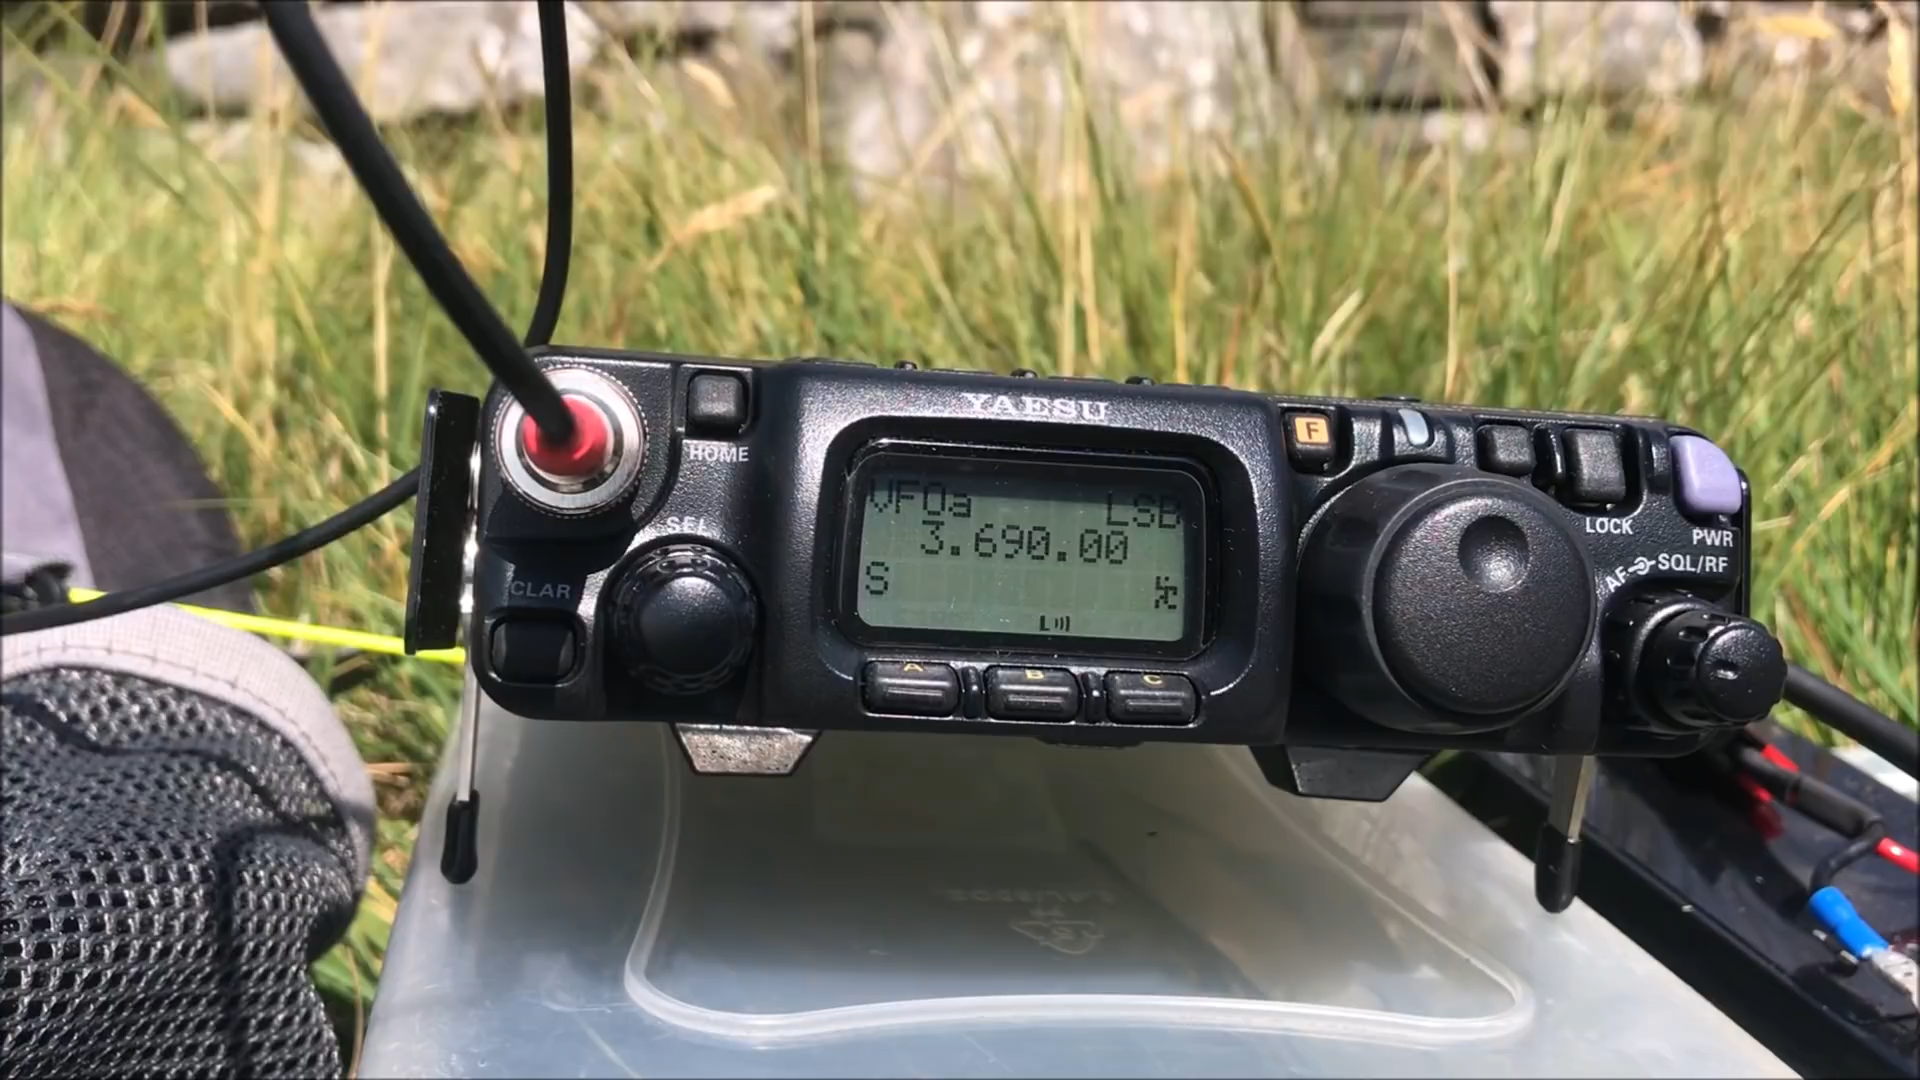 YAESU
F
HOME
VFOa LSB
3.690.00
S
SEL
CLAR
LOCK
PWR
AF SQL/RF
A B C